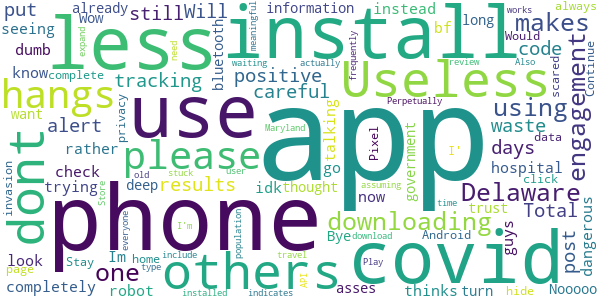 put already Wow still Will information instead long makes always works expand
seeing dumb less install code Would meaningful need
know complete tracking bluetooth positive careful bf waiting actually review frequently Also scared Continue
hangs use Useless using engagement
want privacy alert rather please app Perpetually Maryland talking Pixel government waste days hospital data
dont check trying deep results idk thought go now I' trust click
invasion phone stuck user Store old downloading Delaware Total dangerous
look Im one others Bye Android covid guys post
page Stay home include I'm everyone population API travel download time assuming Play thinks turn hide Nooooo
completely robot type installed indicates asses